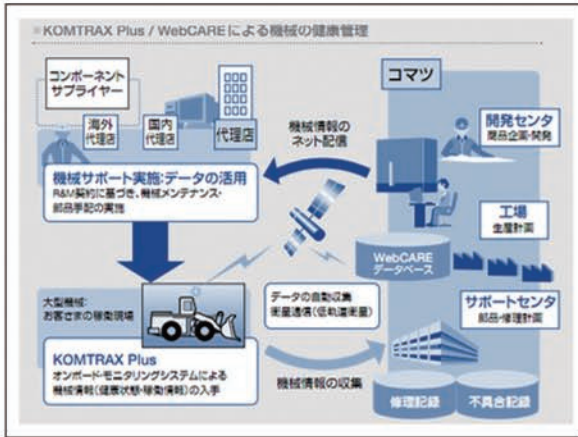 ■KOMTRAX Plus / WebCAREによる機械の健康管理
コンポーネント
サプライヤー
海外
代理店
国内
代理店
代理店
機械サポート実施:データの活用
R&M契約に基づき、機械メンテナンス・
部品手配の実施
機械情報の
ネット配信
コマツ
開発センタ
商品企画・開発
工場
生産計画
WebCARE
データベース
サポートセンタ
部品・修理計画
大型機械:
お客さまの稼動現場
データの自動収集
衛星通信(低軌道衛星)
KOMTRAX Plus
オンボード・モニタリングシステムによる
機械情報(健康状態・稼働情報)の入手
機械情報の収集
修理記録
不具合記録